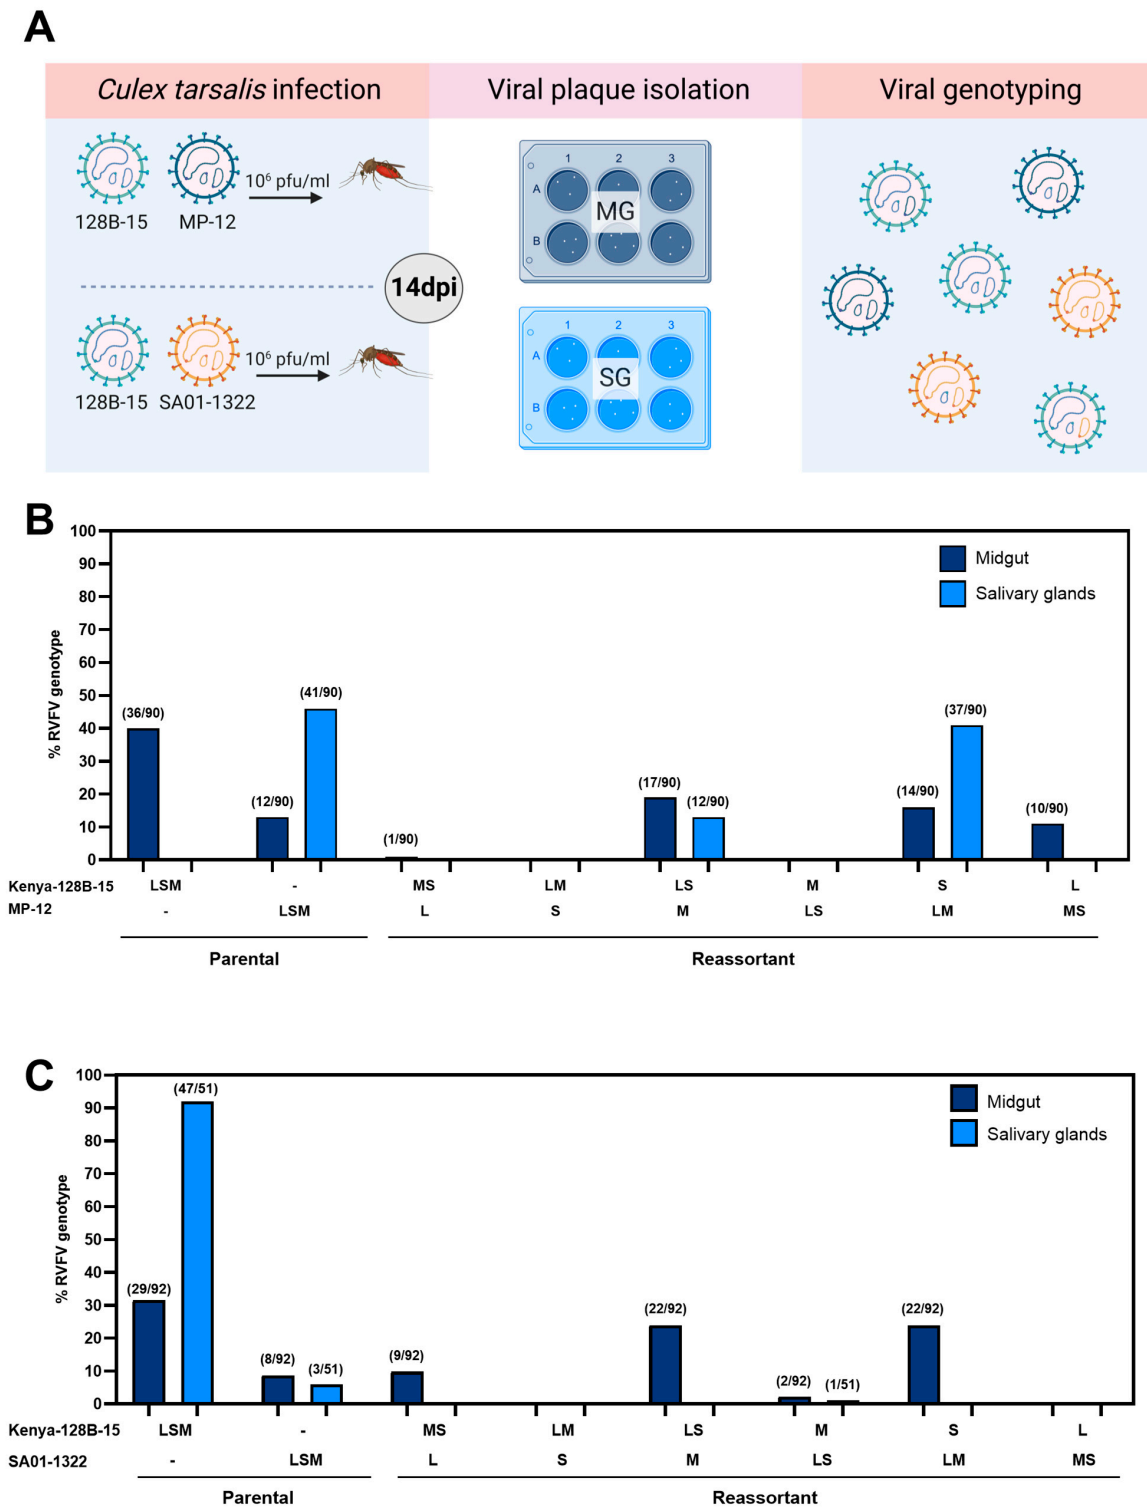 A
Culex tarsalis infection
Viral plaque isolation
Viral genotyping
10⁶ pfu/ml
128B-15 MP-12
14dpi
10⁶ pfu/ml
128B-15 SA01-1322
1 2 3
A
MG
B
1 2 3
A
SG
B
B
% RVFV genotype
100
90
80
70
60
50
40
30
20
10
0
Midgut
Salivary glands
(36/90)
(12/90)
(41/90)
(1/90)
(17/90)
(12/90)
(14/90)
(37/90)
(10/90)
Kenya-128B-15 LSM - MS LM LS M S L
MP-12 - LSM L S M LS LM MS
Parental Reassortant
C
% RVFV genotype
100
90
80
70
60
50
40
30
20
10
0
Midgut
Salivary glands
(29/92)
(47/51)
(8/92)
(3/51)
(9/92)
(22/92)
(2/92)
(1/51)
(22/92)
Kenya-128B-15 LSM - MS LM LS M S L
SA01-1322 - LSM L S M LS LM MS
Parental Reassortant